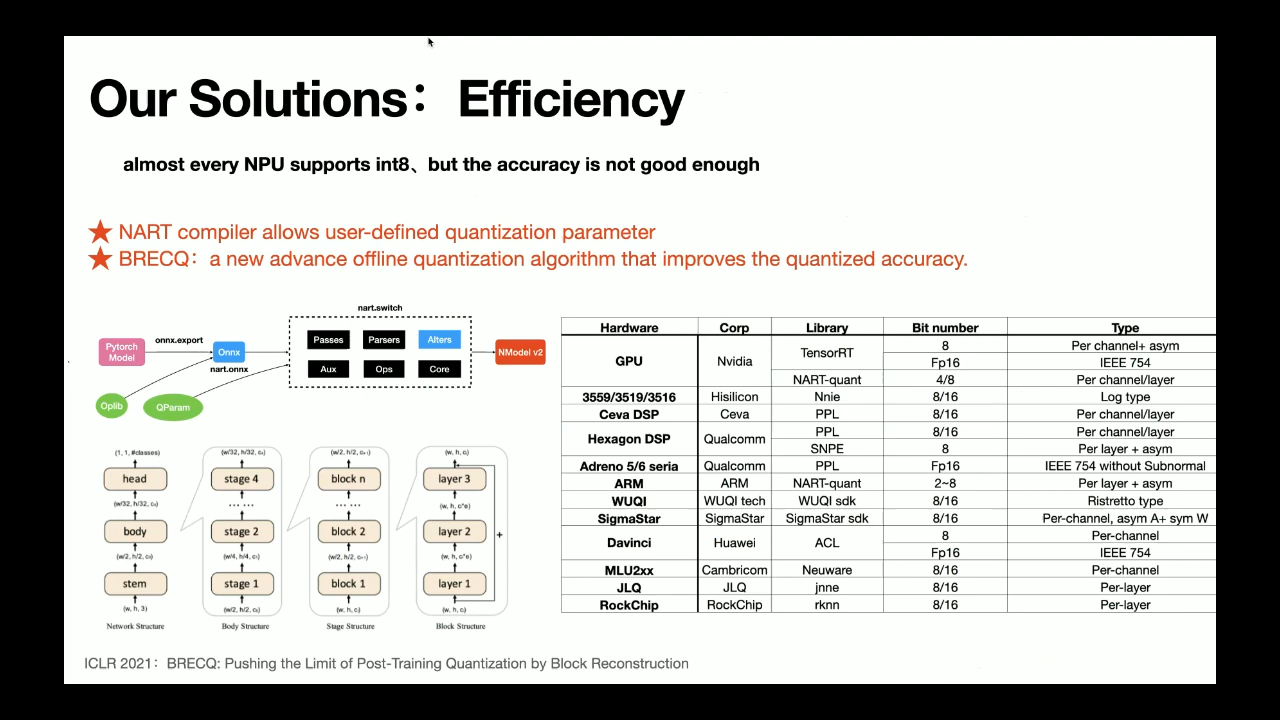 Our Solutions：Efficiency
almost every NPU supports int8、but the accuracy is not good enough
★ NART compiler allows user-defined quantization parameter
★ BRECQ：a new advance offline quantization algorithm that improves the quantized accuracy.
nart.switch
Pytorch Model
onnx.export
Onnx
nart.onnx
Oplib
QParam
Passes Parsers Alters
Aux Ops Core
NModel v2
(1, 1, #classes)
head
(w/32, h/32, c₄)
body
(w/2, h/2, c₀)
stem
(w, h, 3)
Network Structure
(w/32, h/32, c₄)
stage 4
... ...
stage 2
(w/4, h/4, c₁)
stage 1
(w/2, h/2, c₀)
Body Structure
block n
... ...
block 2
block 1
(w, h, cᵢ)
Stage Structure
(w, h, cᵢ)
layer 3
(w, h, c'e)
layer 2
(w, h, c'e)
layer 1
(w, h, cᵢ)
+
Block Structure
Hardware Corp Library Bit number Type
GPU Nvidia TensorRT 8 Per channel+ asym
Fp16 IEEE 754
NART-quant 4/8 Per channel/layer
3559/3519/3516 Hisilicon Nnie 8/16 Log type
Ceva DSP Ceva PPL 8/16 Per channel/layer
Hexagon DSP Qualcomm PPL 8/16 Per channel/layer
SNPE 8 Per layer + asym
Adreno 5/6 seria Qualcomm PPL Fp16 IEEE 754 without Subnormal
ARM ARM NART-quant 2~8 Per layer + asym
WUQI WUQI tech WUQI sdk 8/16 Ristretto type
SigmaStar SigmaStar SigmaStar sdk 8/16 Per-channel, asym A+ sym W
Davinci Huawei ACL 8 Per-channel
Fp16 IEEE 754
MLU2xx Cambricom Neuware 8/16 Per-channel
JLQ JLQ jnne 8/16 Per-layer
RockChip RockChip rknn 8/16 Per-layer
ICLR 2021：BRECQ: Pushing the Limit of Post-Training Quantization by Block Reconstruction